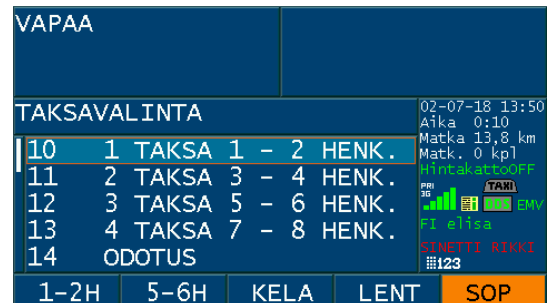 VAPAA
TAKSAVALINTA
10 1 TAKSA 1 - 2 HENK.
11 2 TAKSA 3 - 4 HENK.
12 3 TAKSA 5 - 6 HENK.
13 4 TAKSA 7 - 8 HENK.
14 ODOTUS
02-07-18 13:50
Aika 0:10
Matka 13,8 km
Matk. 0 kpl
HintakattoOFF
PRI
3G
TAXI
DDS EMV
FI elisa
SINETTI RIKKI
123
1-2H 5-6H KELA LENT SOP